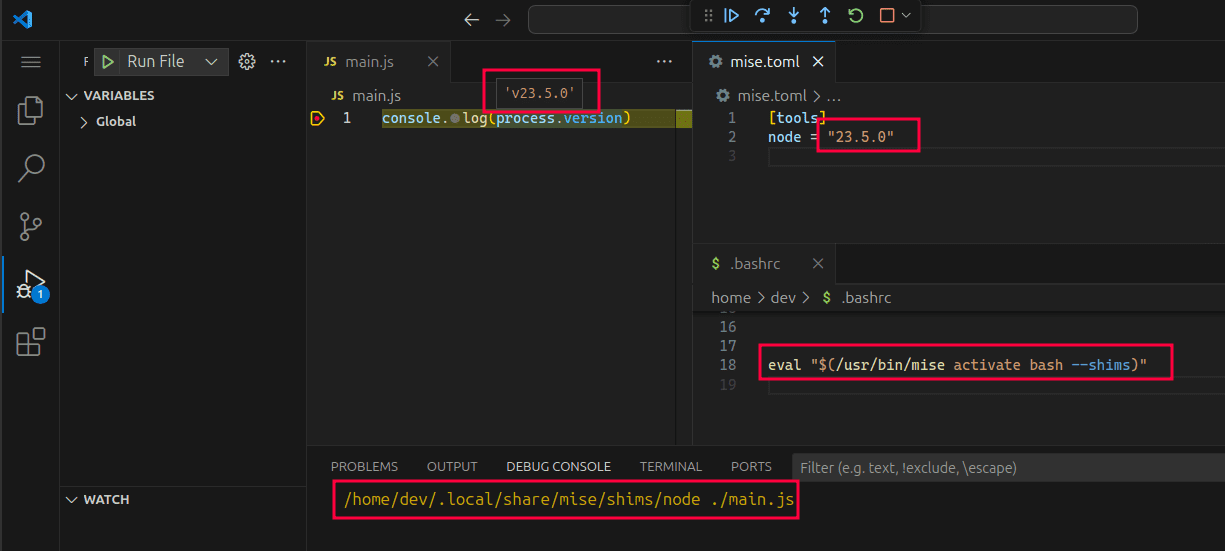 F
Run File
VARIABLES
Global
WATCH
JS main.js
JS main.js
'v23.5.0'
1 console.log(process.version)
mise.toml
mise.toml > ...
1 [tools]
2 node = "23.5.0"
3
$ .bashrc
home > dev > $ .bashrc
16
17
18 eval "$(/usr/bin/mise activate bash --shims)"
19
1
PROBLEMS OUTPUT DEBUG CONSOLE TERMINAL PORTS
Filter (e.g. text, !exclude, \escape)
/home/dev/.local/share/mise/shims/node ./main.js